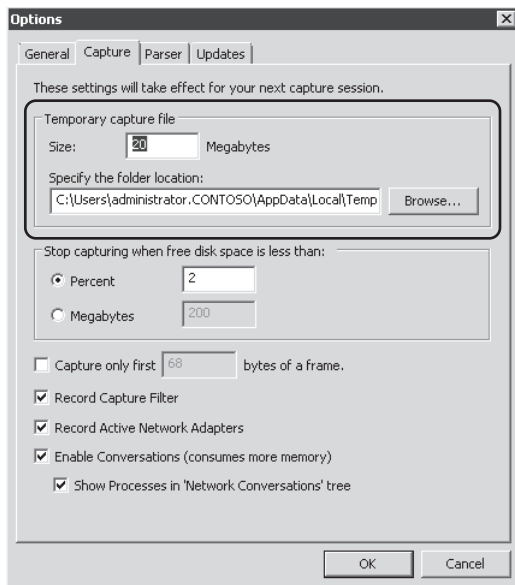 Options
General Capture Parser Updates
These settings will take effect for your next capture session.
Temporary capture file
Size: 20 Megabytes
Specify the folder location:
C:\Users\administrator.CONTOSO\AppData\Local\Temp Browse...
Stop capturing when free disk space is less than:
Percent 2
Megabytes 200
Capture only first 68 bytes of a frame.
Record Capture Filter
Record Active Network Adapters
Enable Conversations (consumes more memory)
Show Processes in 'Network Conversations' tree
OK Cancel